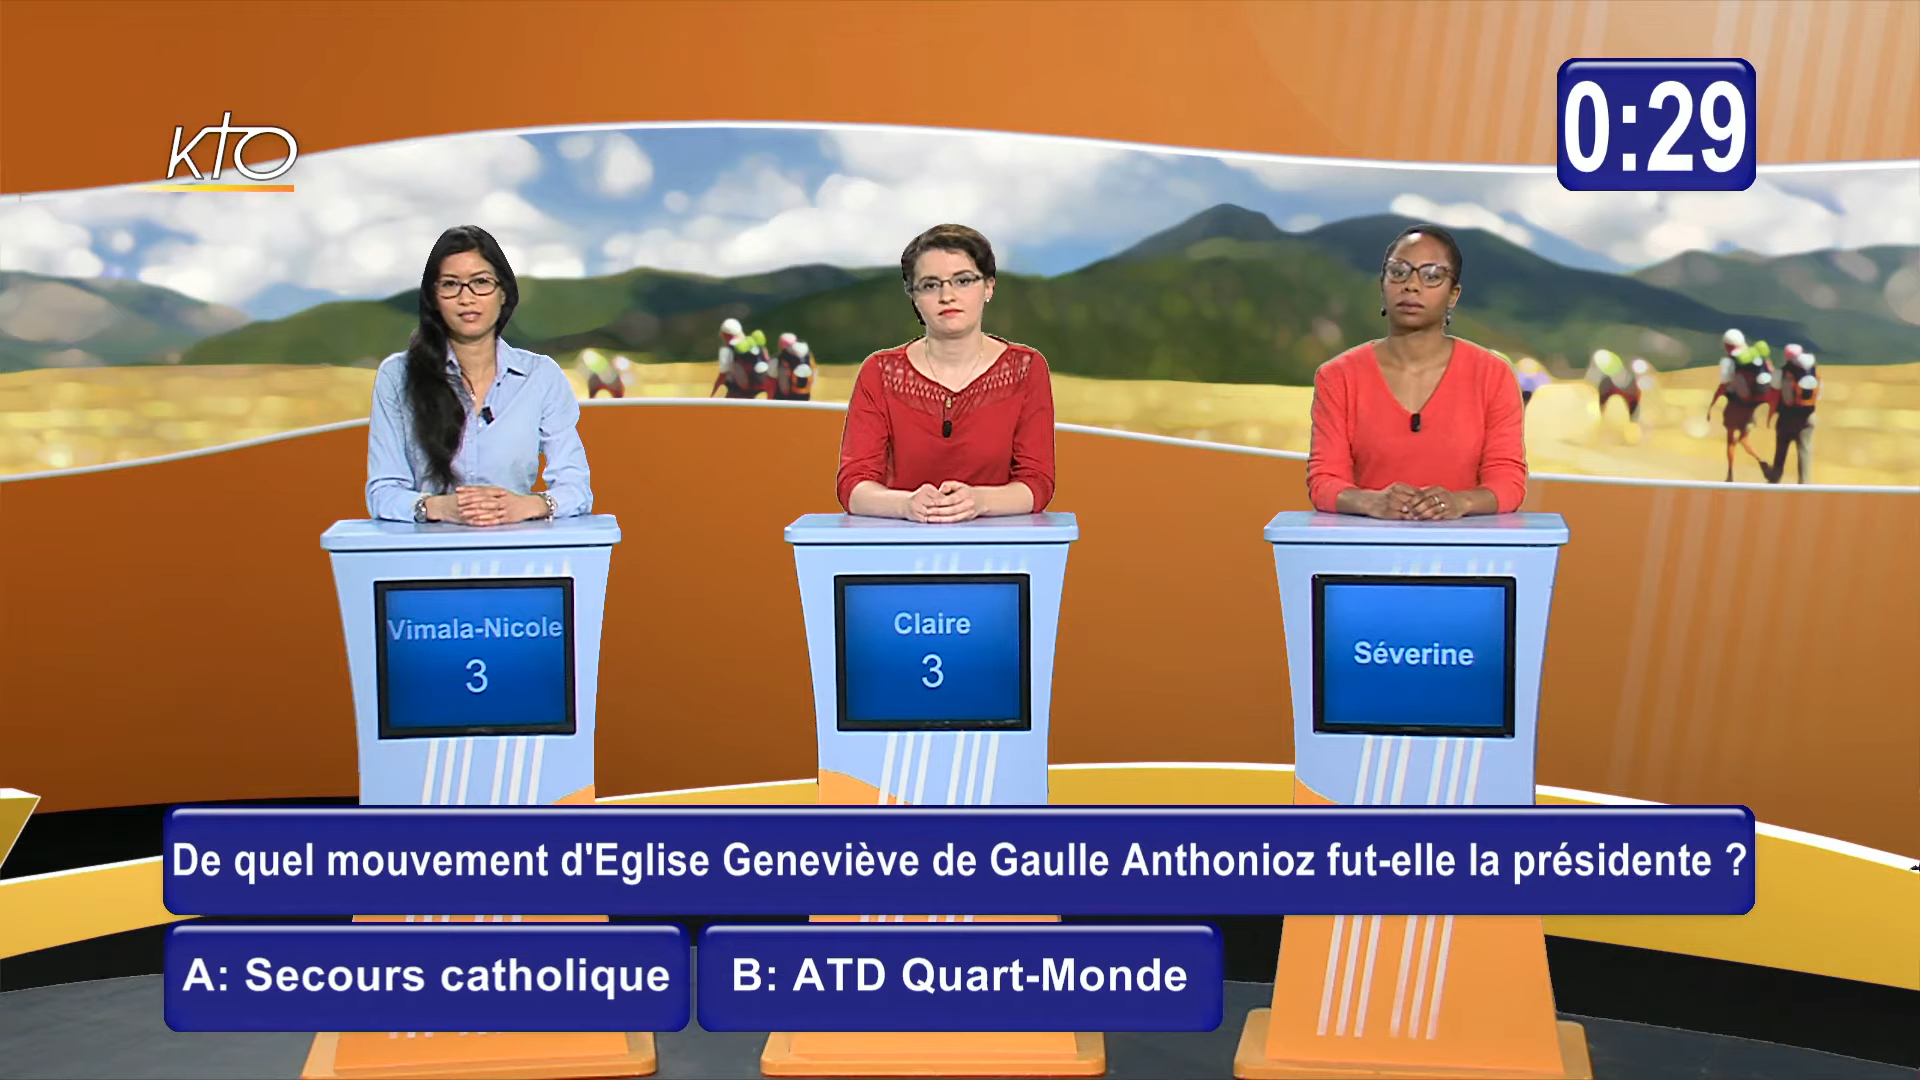 KTO
0:29
Vimala-Nicole
3
Claire
3
Séverine
De quel mouvement d'Eglise Geneviève de Gaulle Anthonioz fut-elle la présidente ?
A: Secours catholique
B: ATD Quart-Monde